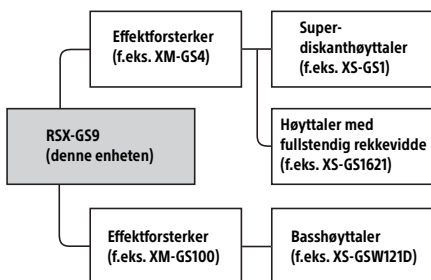 Effektforsterker
(f.eks. XM-GS4)
Super-
diskanthøyttaler
(f.eks. XS-GS1)
RSX-GS9
(denne enheten)
Høyttaler med
fullstendig rekkevidde
(f.eks. XS-GS1621)
Effektforsterker
(f.eks. XM-GS100)
Basshøyttaler
(f.eks. XS-GSW121D)